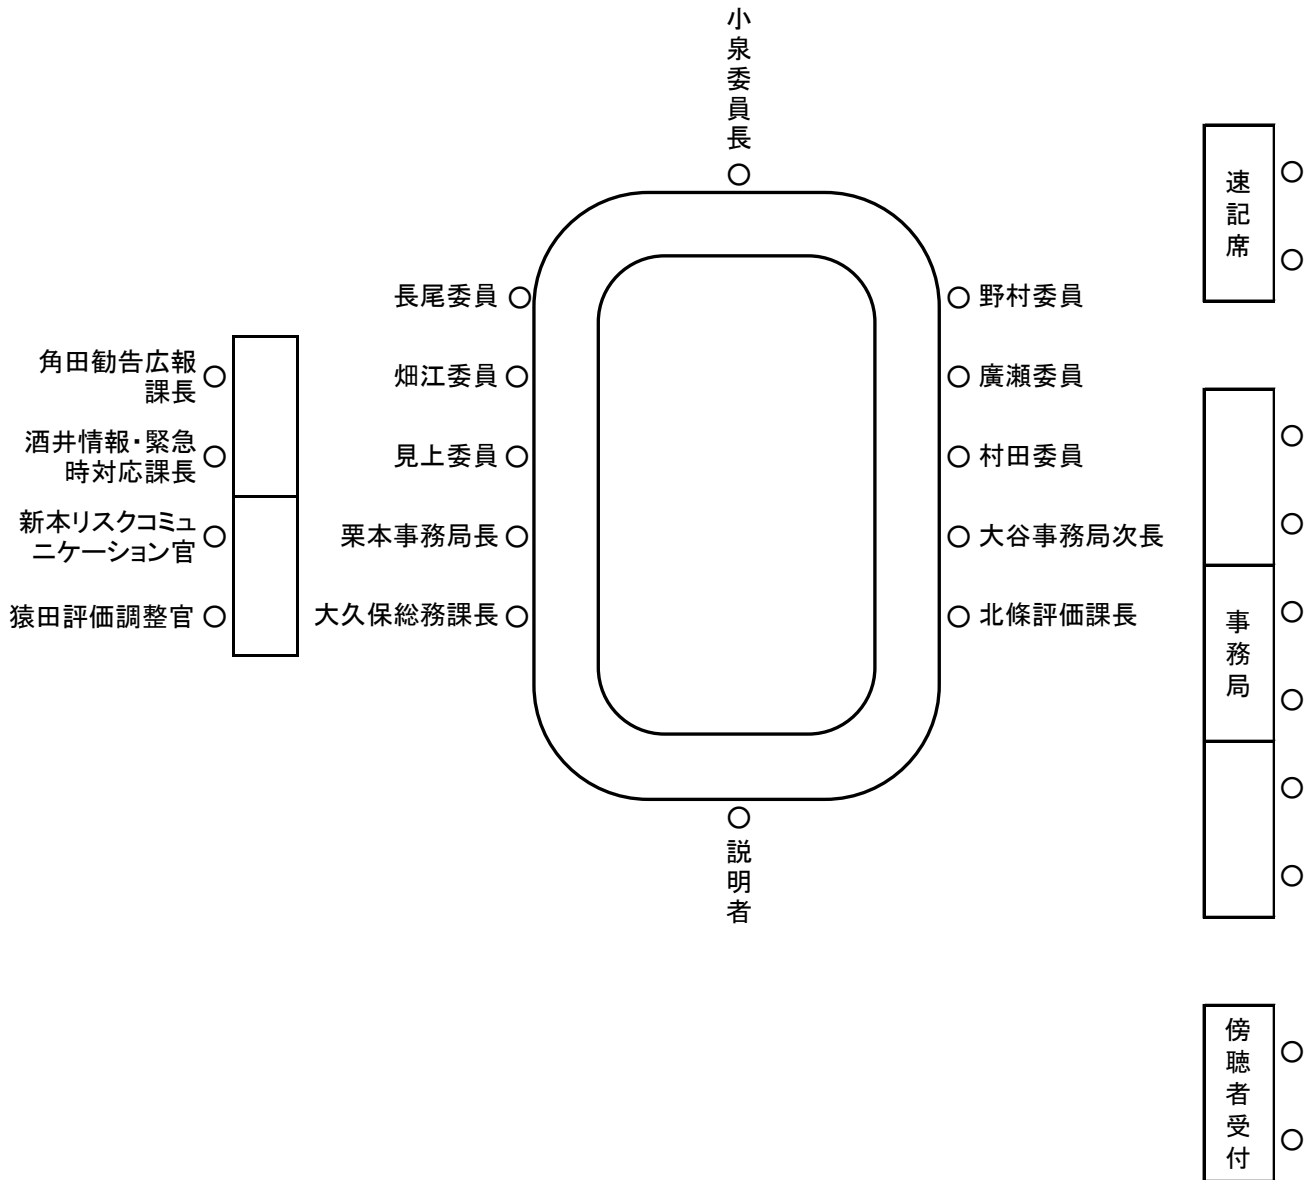 小泉委員長
速記席
長尾委員
野村委員
角田勧告広報
課長
畑江委員
廣瀬委員
酒井情報・緊急
時対応課長
見上委員
村田委員
新本リスクコミュ
ニケーション官
栗本事務局長
大谷事務局次長
猿田評価調整官
大久保総務課長
北條評価課長
事務局
説明者
傍聴者受付